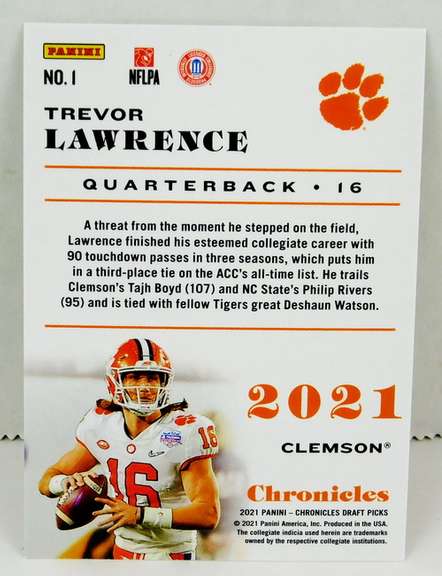 PANINI
NO. 1
NFLPA
TREVOR
LAWRENCE
QUARTERBACK • 16
A threat from the moment he stepped on the field,
Lawrence finished his esteemed collegiate career with
90 touchdown passes in three seasons, which puts him
in a third-place tie on the ACC's all-time list. He trails
Clemson's Tajh Boyd (107) and NC State's Philip Rivers
(95) and is tied with fellow Tigers great Deshaun Watson.
2021
CLEMSON®
16
16
Chronicles
2021 PANINI – CHRONICLES DRAFT PICKS
© 2021 Panini America, Inc. Produced in the USA.
The collegiate indicia used herein are trademarks
owned by the respective collegiate institutions.